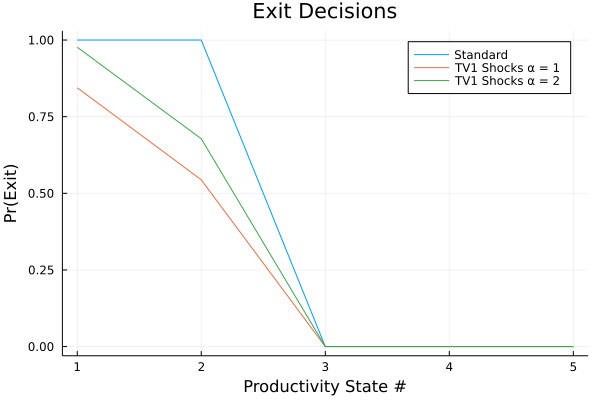 Exit Decisions
Standard
TV1 Shocks α = 1
TV1 Shocks α = 2
Pr(Exit)
1.00
0.75
0.50
0.25
0.00
1 2 3 4 5
Productivity State #